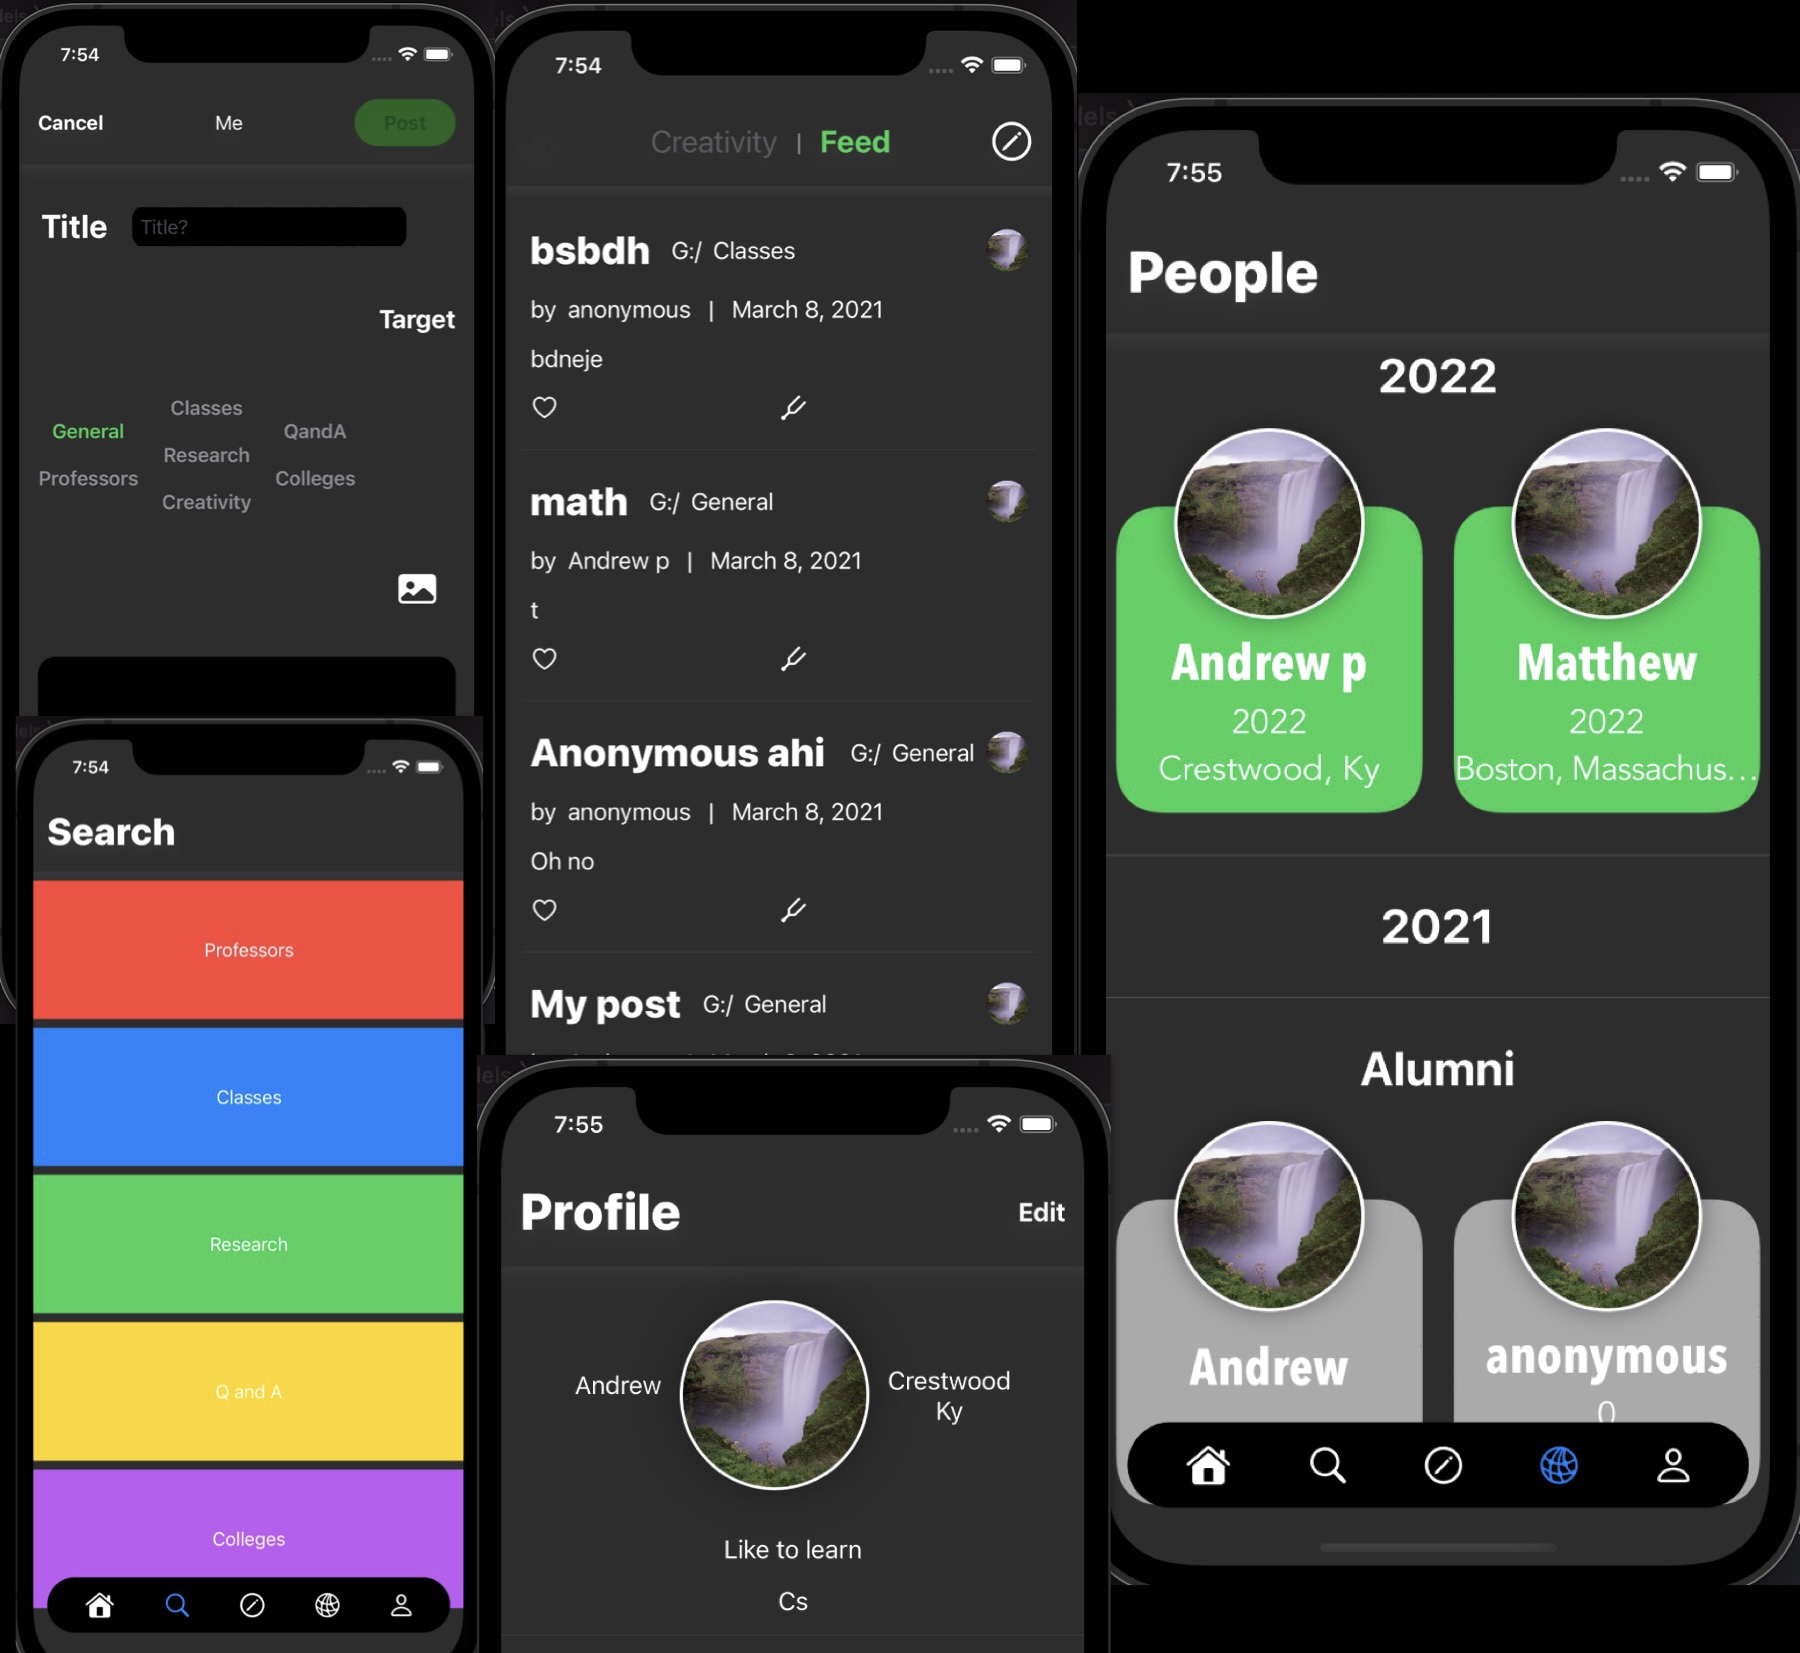 7:54
Cancel Me Post
Title Title?
Target
General
Professors
Classes
Research
Creativity
QandA
Colleges
7:54
Creativity | Feed
bsbdh G:/ Classes
by anonymous | March 8, 2021
bdneje
math G:/ General
by Andrew p | March 8, 2021
t
Anonymous ahi G:/ General
by anonymous | March 8, 2021
Oh no
My post G:/ General
7:55
People
2022
Andrew p
2022
Crestwood, Ky
Matthew
2022
Boston, Massachus...
2021
Alumni
Andrew
anonymous
0
7:54
Search
Professors
Classes
Research
Q and A
Colleges
7:55
Profile Edit
Andrew
Crestwood
Ky
Like to learn
Cs